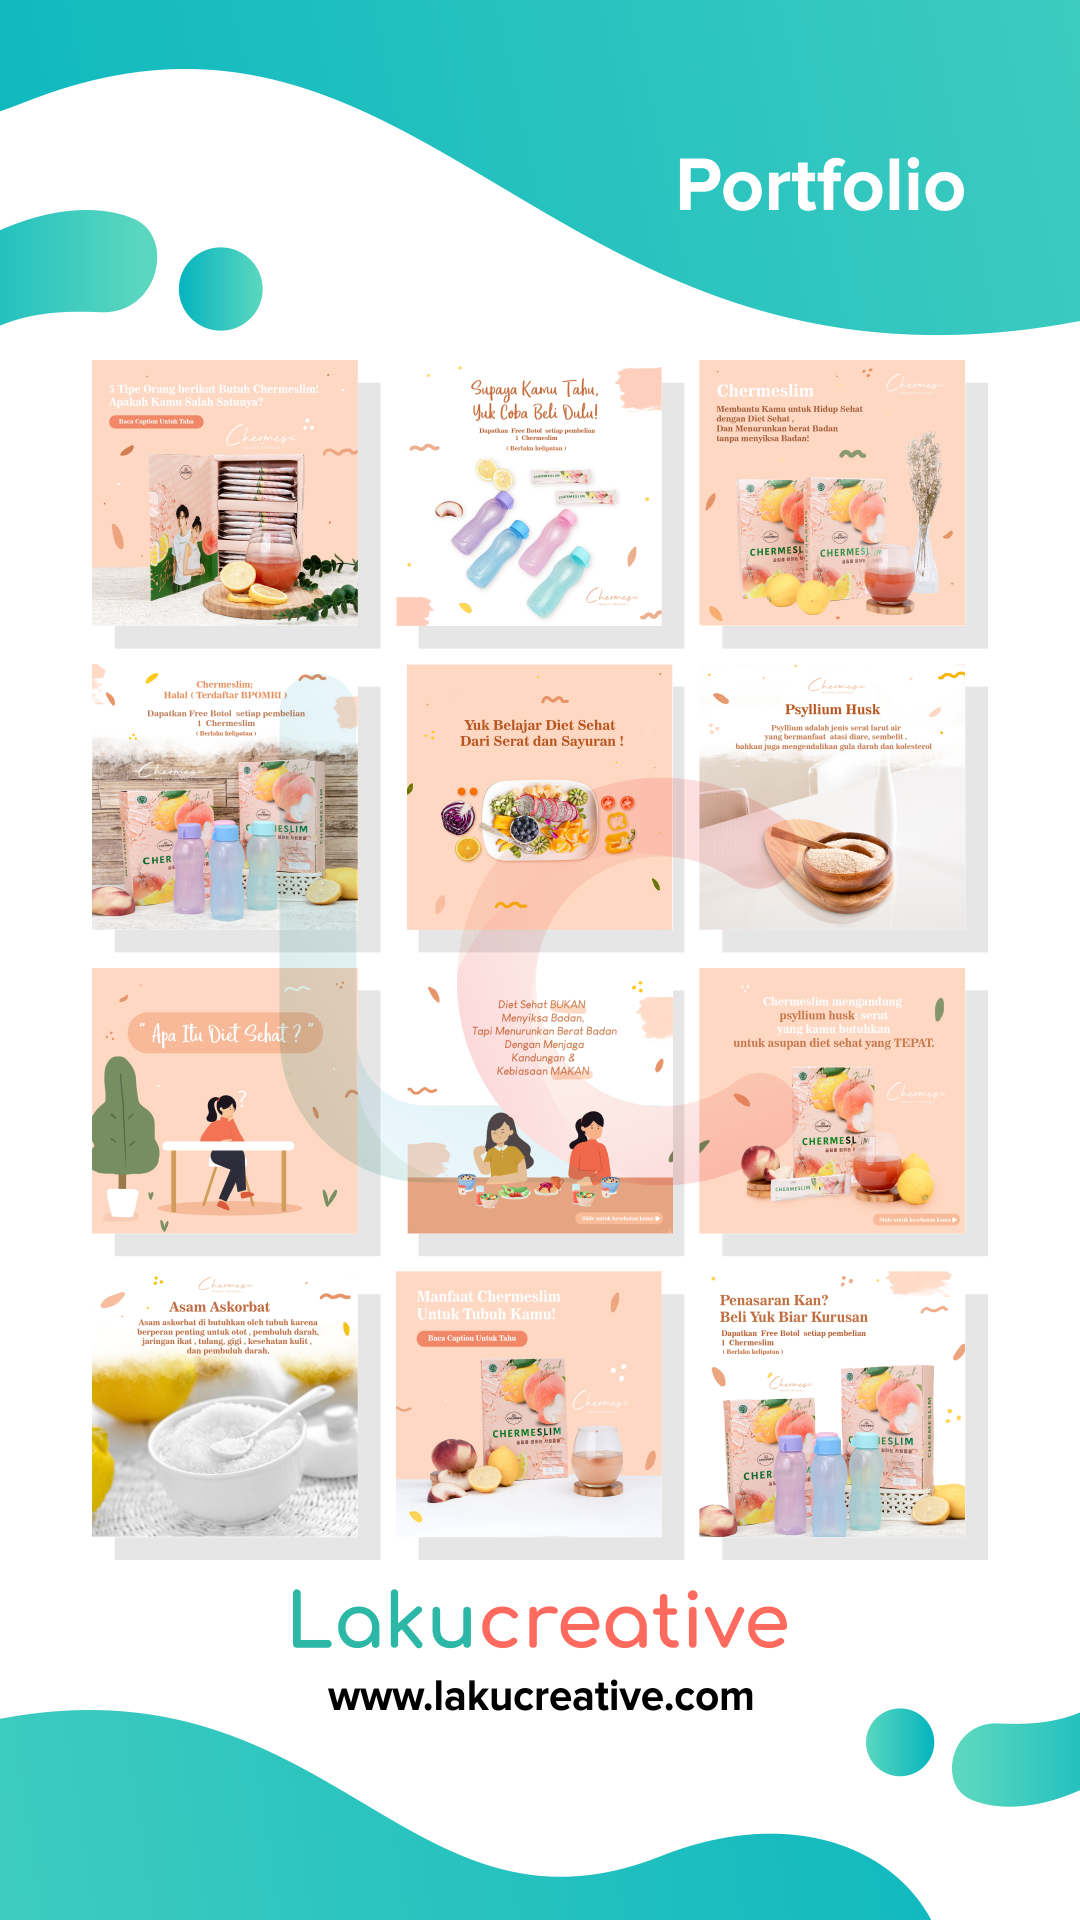 Portfolio
5 Tipe Orang berikut Butuh Chermeslim!
Apakah Kamu Salah Satunya?
Baca Caption Untuk Tahu
Supaya Kamu Tahu,
Yuk Coba Beli Dulu!
Dapatkan Free Botol setiap pembelian
1 Chermeslim
( Berlaku kelipatan )
CHERMESLIM
CHERMESLIM
Chermeslim
Membantu Kamu untuk Hidup Sehat
dengan Diet Sehat ,
Dan Menurunkan berat Badan
tanpa menyiksa Badan!
Chermeslim;
Halal ( Terdaftar BPOMRI )
Dapatkan Free Botol setiap pembelian
1 Chermeslim
( Berlaku kelipatan )
Yuk Belajar Diet Sehat
Dari Serat dan Sayuran !
Psyllium Husk
Psyllium adalah jenis serat larut air
yang bermanfaat atasi diare, sembelit ,
bahkan juga mengendalikan gula darah dan kolesterol
" Apa Itu Diet Sehat ? "
?
Diet Sehat BUKAN
Menyiksa Badan,
Tapi Menurunkan Berat Badan
Dengan Menjaga
Kandungan &
Kebiasaan MAKAN
Slide untuk kesehatan kamu
Chermeslim mengandung
psyllium husk serat
yang kamu butuhkan
untuk asupan diet sehat yang TEPAT.
CHERMESLIM
CHERMESLIM
Slide untuk kesehatan kamu
Asam Askorbat
Asam askorbat di butuhkan oleh tubuh karena
berperan penting untuk otot , pembuluh darah,
jaringan ikat , tulang, gigi , kesehatan kulit ,
dan pembuluh darah.
Manfaat Chermeslim
Untuk Tubuh Kamu!
Baca Caption Untuk Tahu
CHERMESLIM
Penasaran Kan?
Beli Yuk Biar Kurusan
Dapatkan Free Botol setiap pembelian
1 Chermeslim
( Berlaku kelipatan )
CHERMESLIM
Lakucreative
www.lakucreative.com